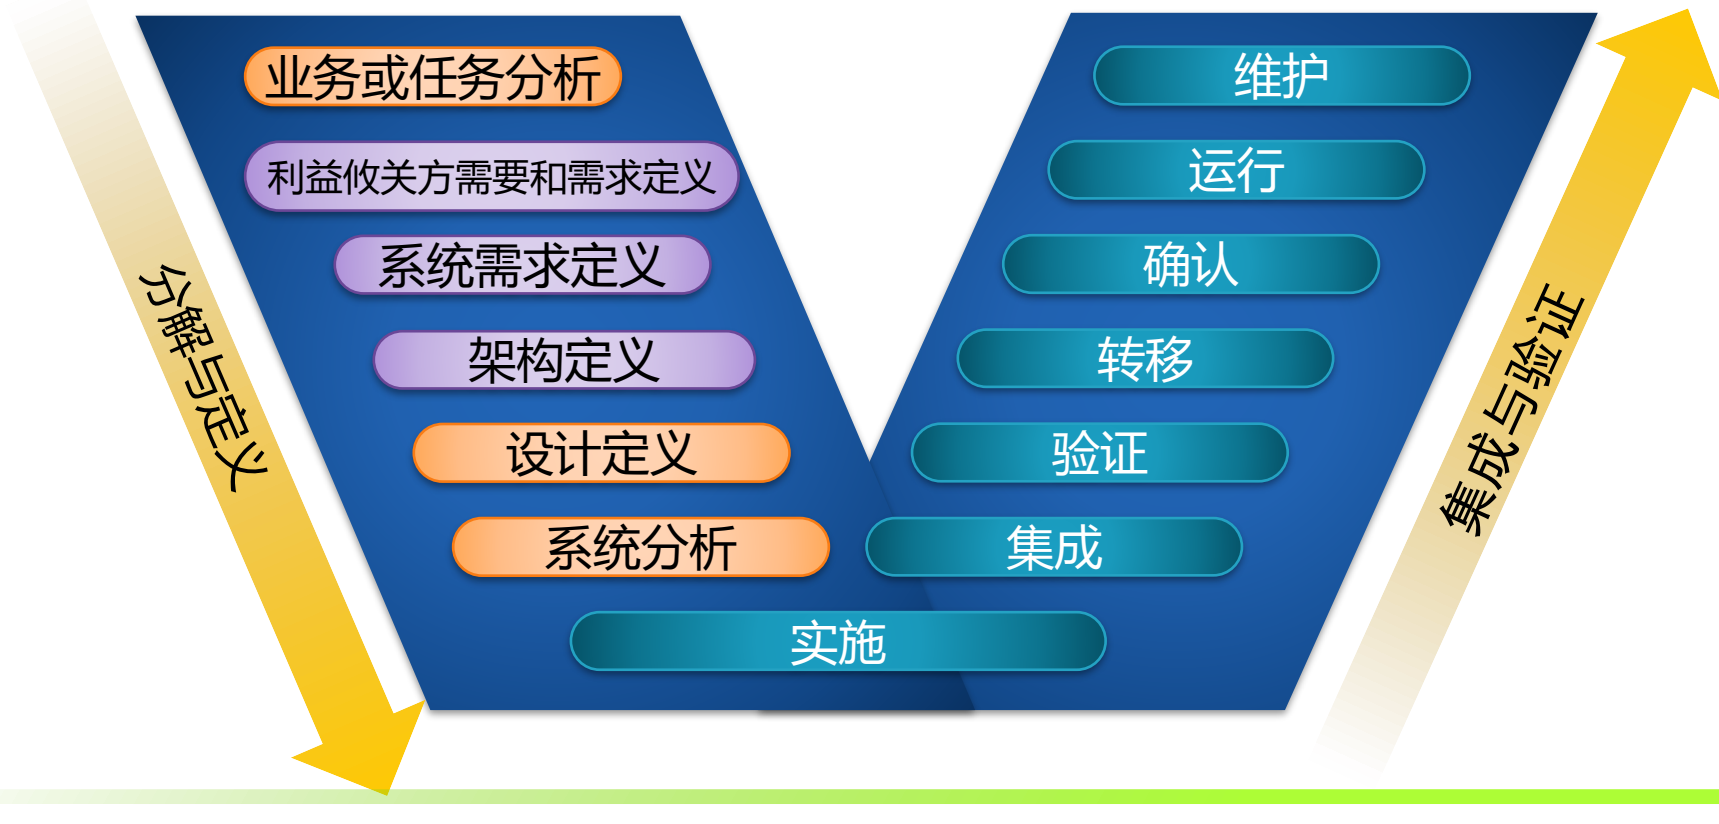 业务或任务分析
利益攸关方需要和需求定义
系统需求定义
架构定义
设计定义
系统分析
实施
维护
运行
确认
转移
验证
集成
分解与定义
集成与验证